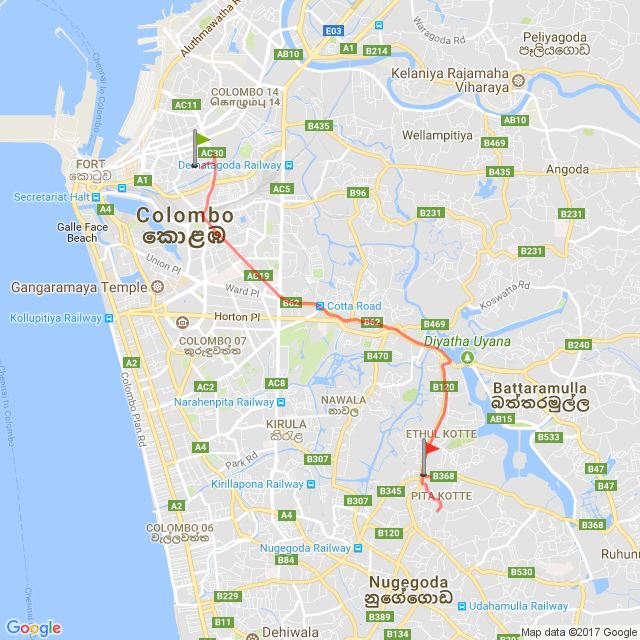 Aluthmawatha Rd
E03
A1
B214
Waragoda Rd
Peliyagoda
පෑලියගොඩ
AB10
Kelaniya Rajamaha
Viharaya
Chennai to Colombo
COLOMBO 14
கொழும்பு 14
AC11
B435
Wellampitiya
AB10
B469
AC30
Dematagoda Railway
FORT
කොටුව
A1
AC5
B435
Angoda
Secretariat Halt
A4
B96
B231
Colombo
කොළඹ
Galle Face
Beach
B231
Union Pl
AC19
Ward Pl
Gangaramaya Temple
B62
Cotta Road
Koswatta Rd
Kollupitiya Railway
Horton Pl
B62
B469
Diyatha Uyana
B240
COLOMBO 07
කුරුඳුවත්ත
A2
B470
Colombo Plan Rd
AC2
AC8
B120
Battaramulla
බත්තරමුල්ල
Narahenpita Railway
NAWALA
නාවල
AB15
KIRULA
කිරුළ
ETHUL KOTTE
B533
Park Rd
B307
B368
B47
Kirillapona Railway
B345
PITA KOTTE
B47
B307
A4
COLOMBO 06
වැල්ලවත්ත
B368
Nugegoda Railway
B120
Ruhunu
A2
B530
Nugegoda
නුගේගොඩ
B229
B211
B389
Udahamulla Railway
Chennai to Colombo
Google
Dehiwala
B120
B84
Map data ©2017 Google